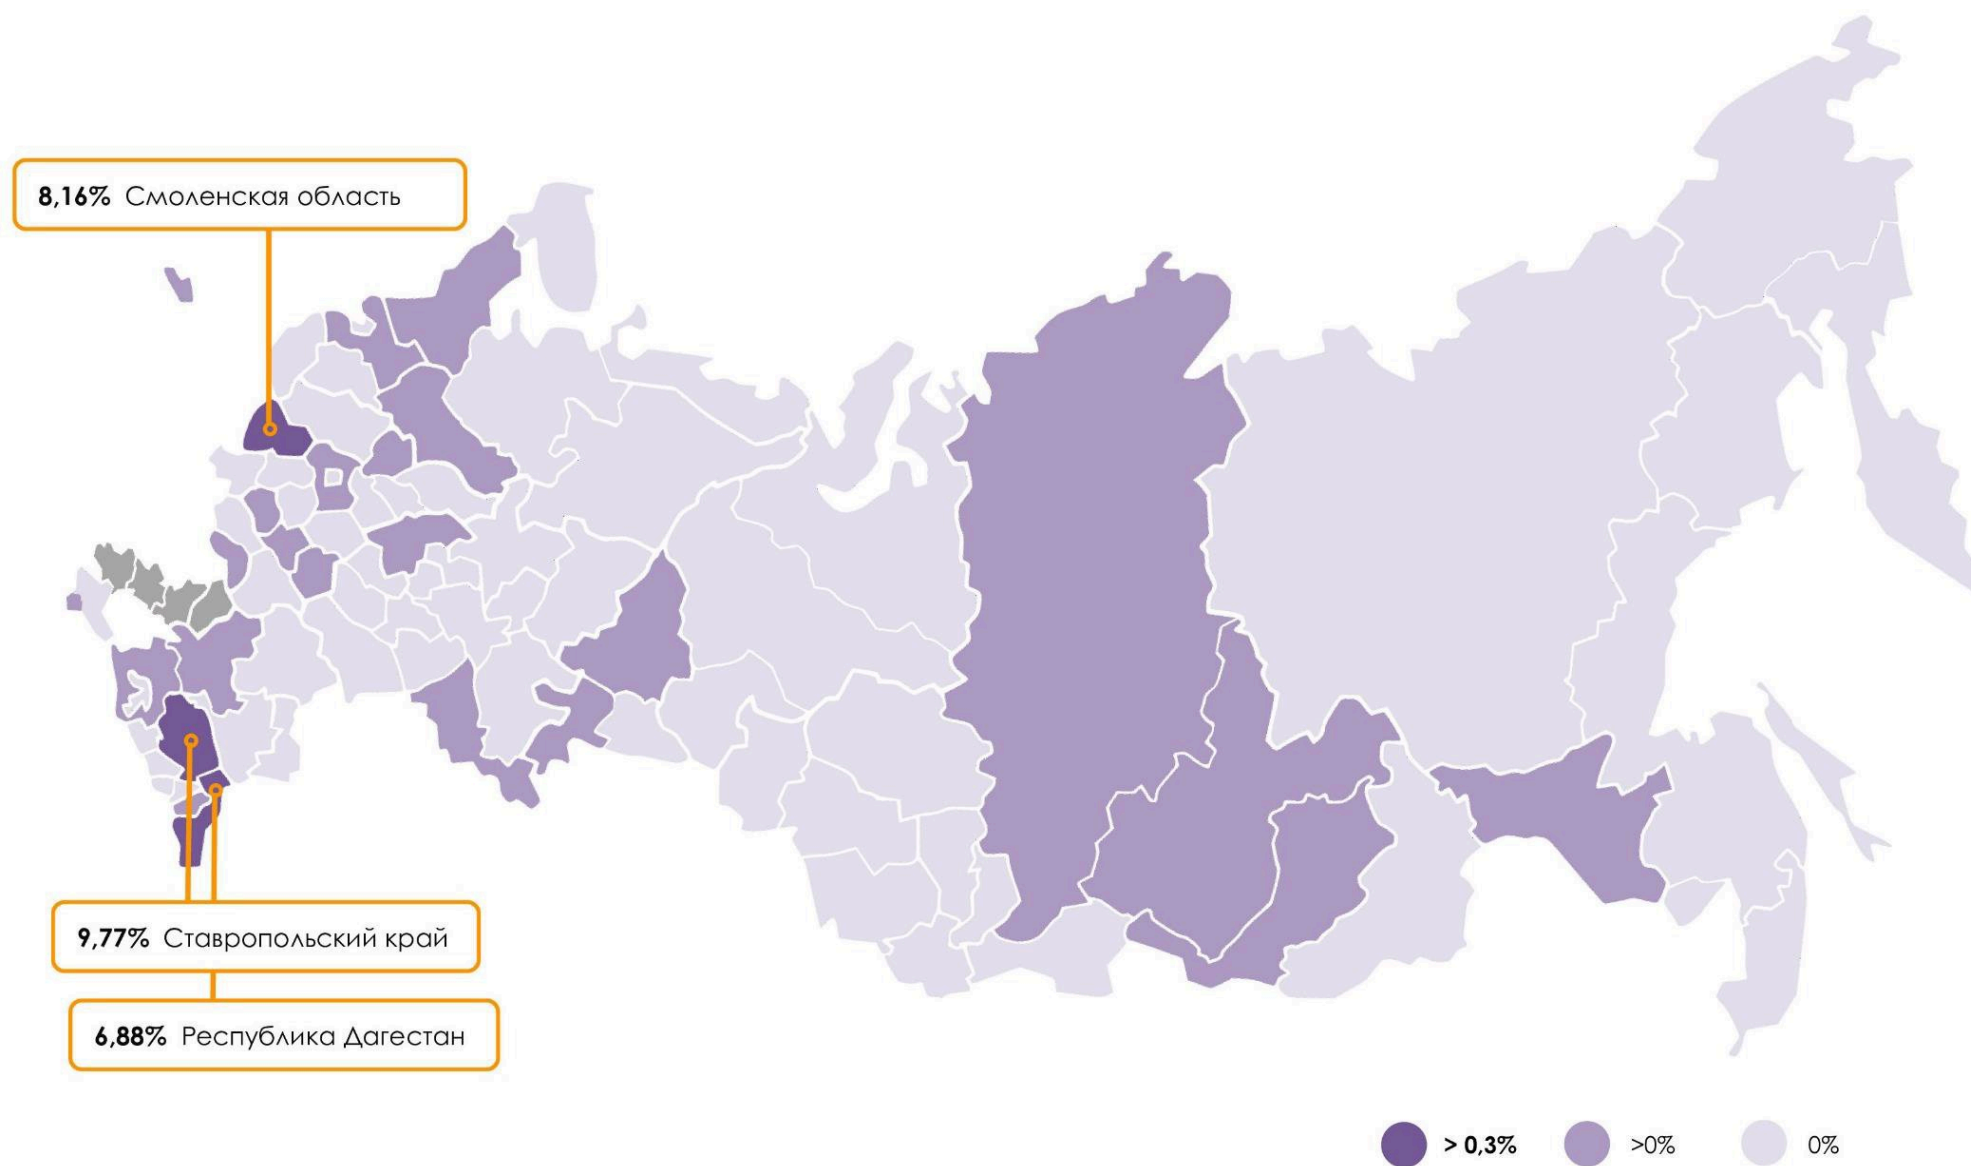 8,16% Смоленская область
9,77% Ставропольский край
6,88% Республика Дагестан
> 0,3% >0% 0%